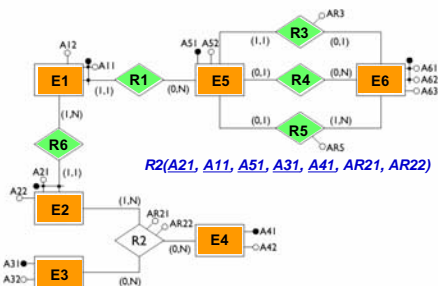 AR3
A12
A51 A52
R3
A11
(1,1) (0,1)
A61
E1 R1 E5 R4 E6
A62
(1,1) (0,N) (0,1) (0,N)
A63
(1,N)
(0,1) (1,N)
R6
R5
AR5
A21
(1,1)
R2(A21, A11, A51, A31, A41, AR21, AR22)
A22
E2
(1,N)
AR21
AR22
A41
R2 E4
(0,N)
A42
A31
E3
A32
(0,N)